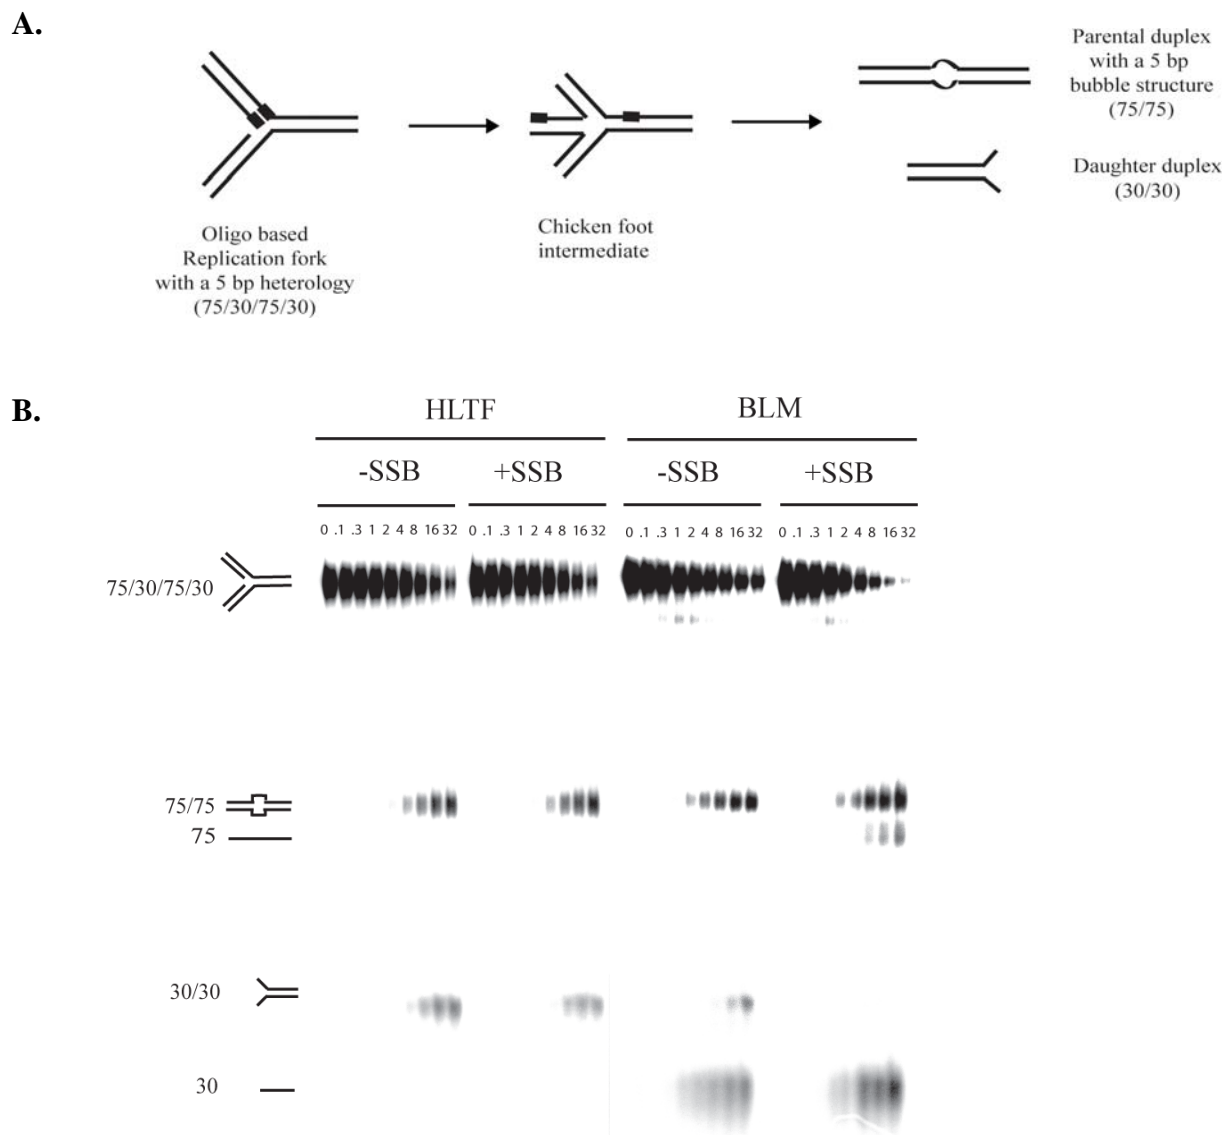 A.
Oligo based
Replication fork
with a 5 bp heterology
(75/30/75/30)
Chicken foot
intermediate
Parental duplex
with a 5 bp
bubble structure
(75/75)
Daughter duplex
(30/30)
B.
HLTF BLM
-SSB +SSB -SSB +SSB
0 .1 .3 1 2 4 8 16 32 0 .1 .3 1 2 4 8 16 32 0 .1 .3 1 2 4 8 16 32 0 .1 .3 1 2 4 8 16 32
75/30/75/30
75/75
75
30/30
30